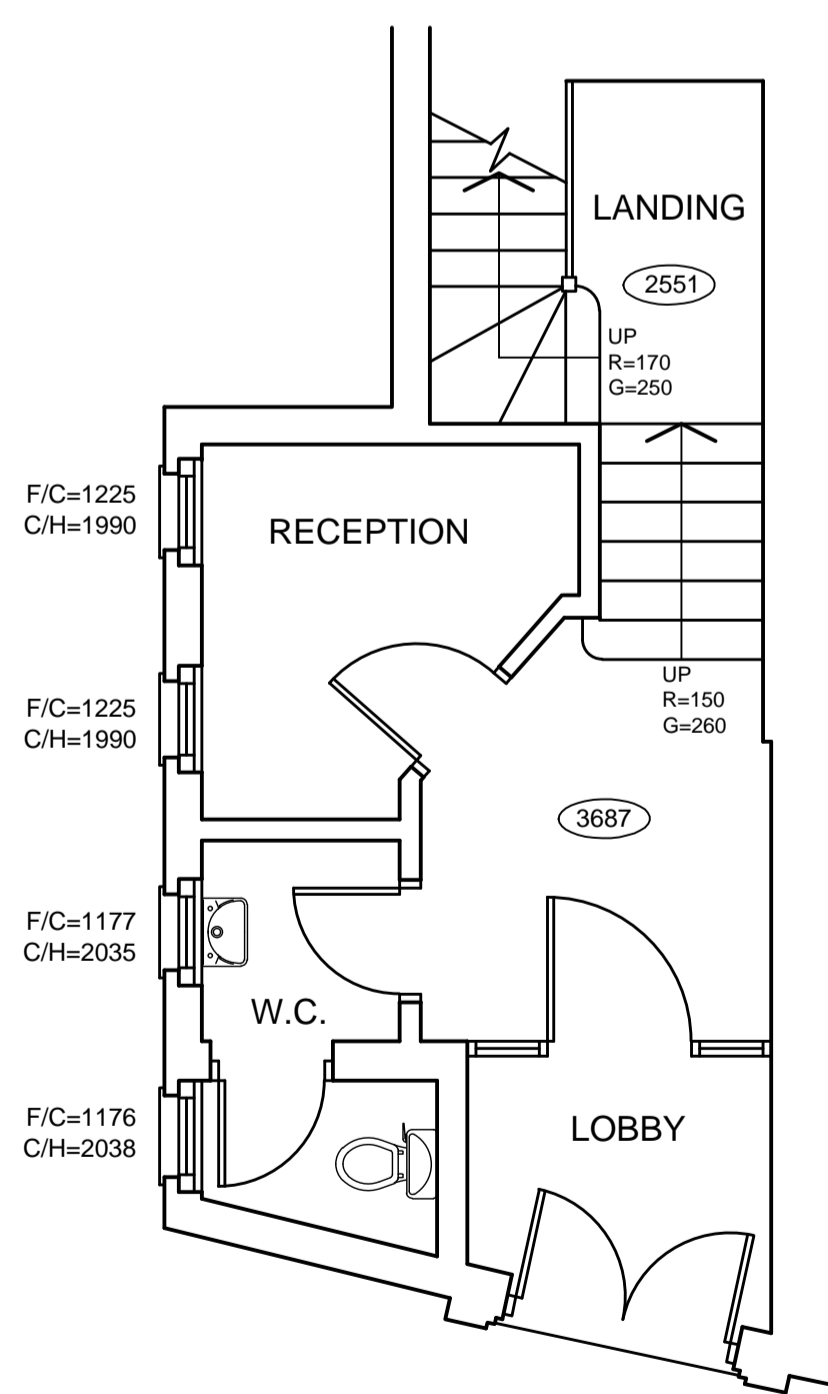 LANDING
2551
UP
R=170
G=250
F/C=1225
C/H=1990
RECEPTION
UP
R=150
G=260
F/C=1225
C/H=1990
3687
F/C=1177
C/H=2035
W.C.
F/C=1176
C/H=2038
LOBBY